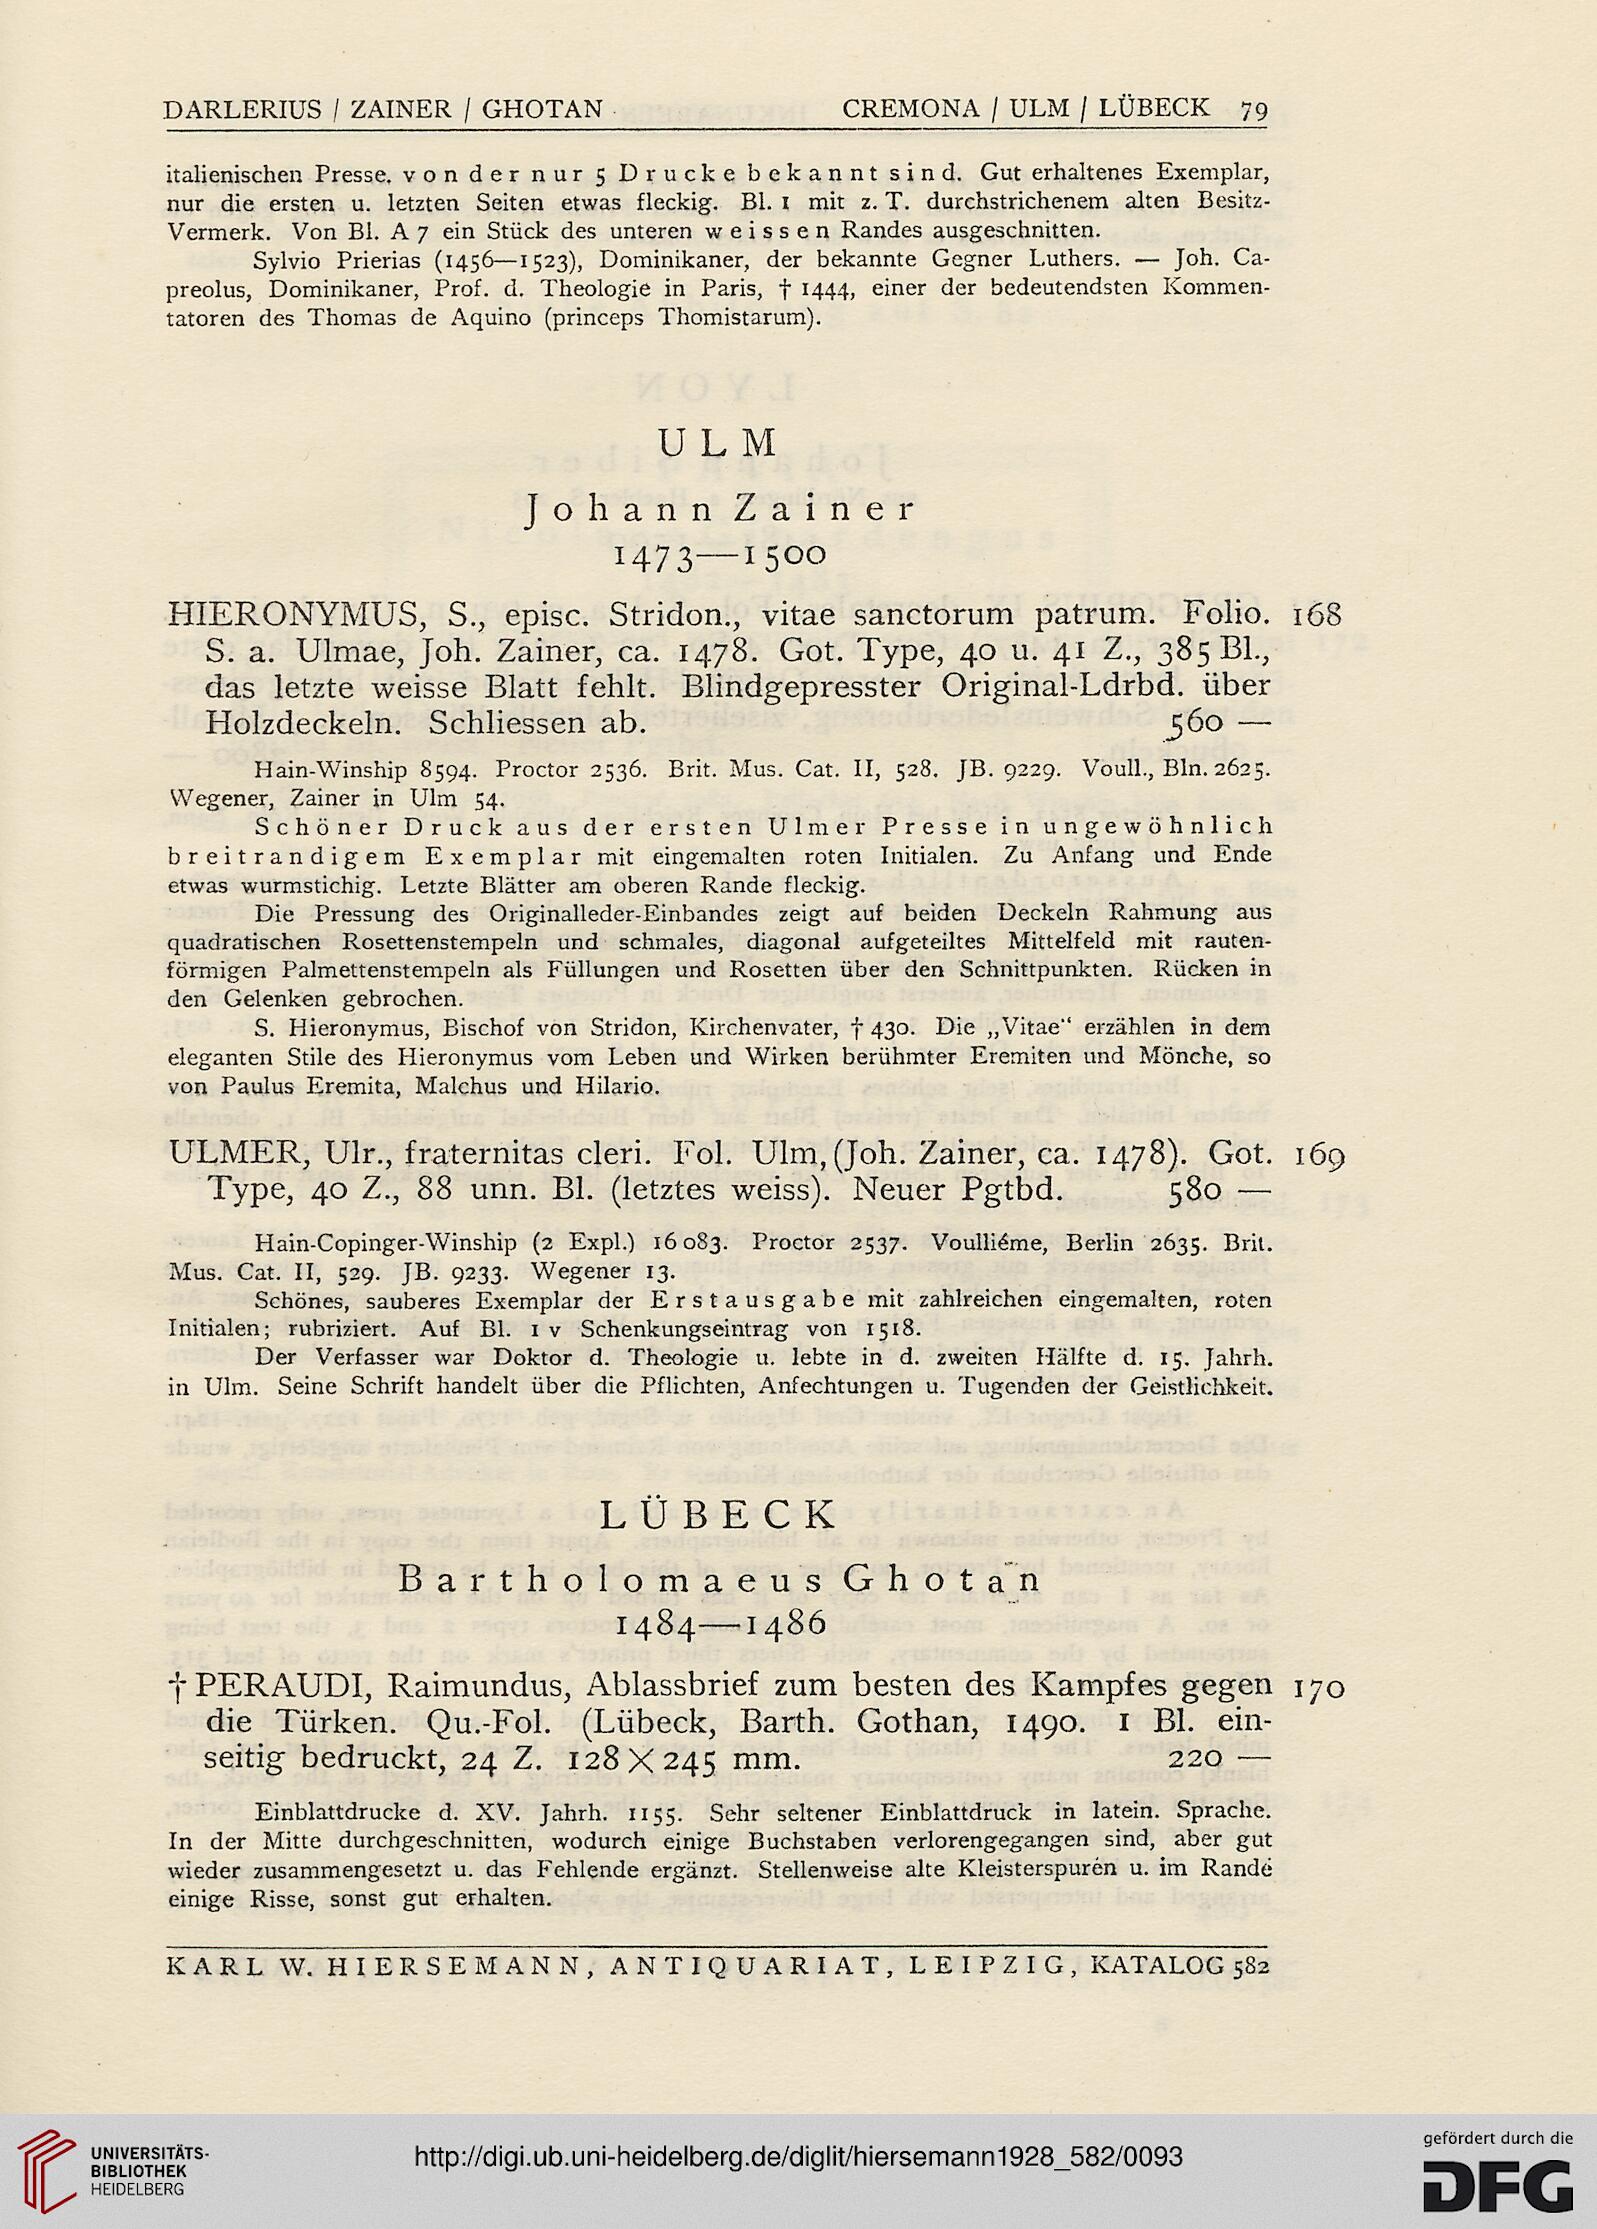 DARLERIUS / ZAINER / GHOTAN CREMONA / ULM / LÜBECK 79
italienischen Presse, von der nur 5 Drucke bekannt sind. Gut erhaltenes Exemplar,
nur die ersten u. letzten Seiten etwas fleckig. Bl. 1 mit z. T. durchstrichenem alten Besitz-
Vermerk. Von Bl. A 7 ein Stück des unteren weissen Randes ausgeschnitten.
Sylvio Prierias (1456—1523), Dominikaner, der bekannte Gegner Luthers. — Joh. Ca-
preolus, Dominikaner, Prof. d. Theologie in Paris, † 1444, einer der bedeutendsten Kommen-
tatoren des Thomas de Aquino (princeps Thomistarum).
ULM
Johann Zainer
1473—1500
HIERONYMUS, S., episc. Stridon., vitae sanctorum patrum. Folio. 168
S. a. Ulmae, Joh. Zainer, ca. 1478. Got. Type, 40 u. 41 Z., 385 Bl.,
das letzte weisse Blatt fehlt. Blindgepresster Original-Ldrbd. über
Holzdeckeln. Schliessen ab. 560 —
Hain-Winship 8594. Proctor 2536. Brit. Mus. Cat. II, 528. JB. 9229. Voull., Bln. 2625.
Wegener, Zainer in Ulm 54.
Schöner Druck aus der ersten Ulmer Presse in ungewöhnlich
breitrandigem Exemplar mit eingemalten roten Initialen. Zu Anfang und Ende
etwas wurmstichig. Letzte Blätter am oberen Rande fleckig.
Die Pressung des Originalleder-Einbandes zeigt auf beiden Deckeln Rahmung aus
quadratischen Rosettenstempeln und schmales, diagonal aufgeteiltes Mittelfeld mit rauten-
förmigen Palmettenstempeln als Füllungen und Rosetten über den Schnittpunkten. Rücken in
den Gelenken gebrochen.
S. Hieronymus, Bischof von Stridon, Kirchenvater, † 430. Die „Vitae“ erzählen in dem
eleganten Stile des Hieronymus vom Leben und Wirken berühmter Eremiten und Mönche, so
von Paulus Eremita, Malchus und Hilario.
ULMER, Ulr., fraternitas cleri. Fol. Ulm, (Joh. Zainer, ca. 1478). Got. 169
Type, 40 Z., 88 unn. Bl. (letztes weiss). Neuer Pgtbd. 580 —
Hain-Copinger-Winship (2 Expl.) 16 083. Proctor 2537. Voulliéme, Berlin 2635. Brit.
Mus. Cat. II, 529. JB. 9233. Wegener 13.
Schönes, sauberes Exemplar der Erstausgabe mit zahlreichen eingemalten, roten
Initialen; rubriziert. Auf Bl. 1 v Schenkungseintrag von 1518.
Der Verfasser war Doktor d. Theologie u. lebte in d. zweiten Hälfte d. 15. Jahrh.
in Ulm. Seine Schrift handelt über die Pflichten, Anfechtungen u. Tugenden der Geistlichkeit.
LÜBECK
Bartholomaeus Ghotan
1484—1486
† PERAUDI, Raimundus, Ablassbrief zum besten des Kampfes gegen 170
die Türken. Qu.-Fol. (Lübeck, Barth. Gothan, 1490. 1 Bl. ein-
seitig bedruckt, 24 Z. 128 × 245 mm. 220 —
Einblattdrucke d. XV. Jahrh. 1155. Sehr seltener Einblattdruck in latein. Sprache.
In der Mitte durchgeschnitten, wodurch einige Buchstaben verlorengegangen sind, aber gut
wieder zusammengesetzt u. das Fehlende ergänzt. Stellenweise alte Kleisterspuren u. im Rande
einige Risse, sonst gut erhalten.
KARL W. HIERSEMANN, ANTIQUARIAT, LEIPZIG, KATALOG 582
UNIVERSITÄTS-
BIBLIOTHEK
HEIDELBERG
http://digi.ub.uni-heidelberg.de/diglit/hiersemann1928_582/0093
gefördert durch die
DFG